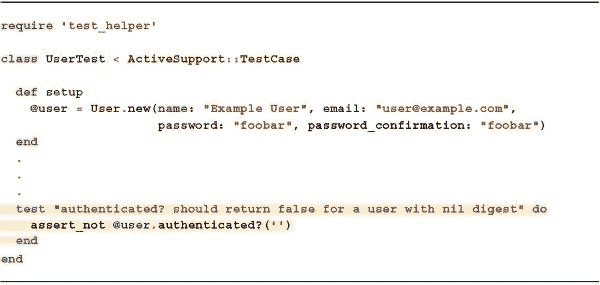 require 'test_helper'
class UserTest < ActiveSupport::TestCase
def setup
@user = User.new(name: "Example User", email: "user@example.com",
password: "foobar", password_confirmation: "foobar")
end
.
.
.
test "authenticated? should return false for a user with nil digest" do
assert_not @user.authenticated?('')
end
end